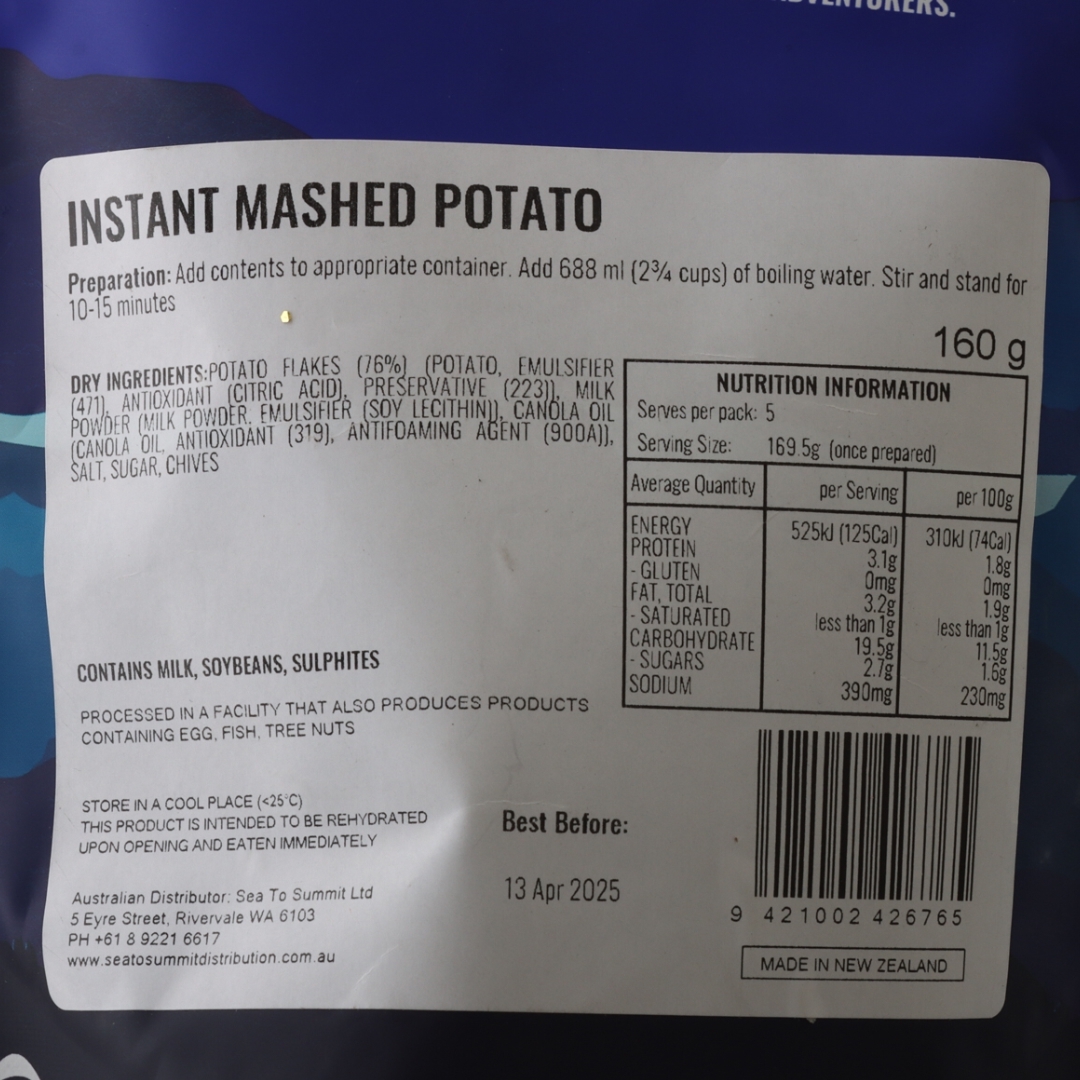 INSTANT MASHED POTATO
Preparation: Add contents to appropriate container. Add 688 ml (2¾ cups) of boiling water. Stir and stand for
10-15 minutes
160 g
DRY INGREDIENTS:POTATO FLAKES (76%) (POTATO, EMULSIFIER
(471), ANTIOXIDANT (CITRIC ACID), PRESERVATIVE (223)), MILK
POWDER (MILK POWDER, EMULSIFIER (SOY LECITHIN)), CANOLA OIL
(CANOLA OIL, ANTIOXIDANT (319), ANTIFOAMING AGENT (900A)),
SALT, SUGAR, CHIVES
NUTRITION INFORMATION
Serves per pack: 5
Serving Size: 169.5g (once prepared)
Average Quantity per Serving per 100g
ENERGY 525kJ (125Cal) 310kJ (74Cal)
PROTEIN 3.1g 1.8g
- GLUTEN 0mg 0mg
FAT, TOTAL 3.2g 1.9g
- SATURATED less than 1g less than 1g
CARBOHYDRATE 19.5g 11.5g
- SUGARS 2.7g 1.6g
SODIUM 390mg 230mg
CONTAINS MILK, SOYBEANS, SULPHITES
PROCESSED IN A FACILITY THAT ALSO PRODUCES PRODUCTS
CONTAINING EGG, FISH, TREE NUTS
STORE IN A COOL PLACE (<25°C)
THIS PRODUCT IS INTENDED TO BE REHYDRATED
UPON OPENING AND EATEN IMMEDIATELY
Best Before:
13 Apr 2025
Australian Distributor: Sea To Summit Ltd
5 Eyre Street, Rivervale WA 6103
PH +61 8 9221 6617
www.seatosummitdistribution.com.au
9 421002 426765
MADE IN NEW ZEALAND